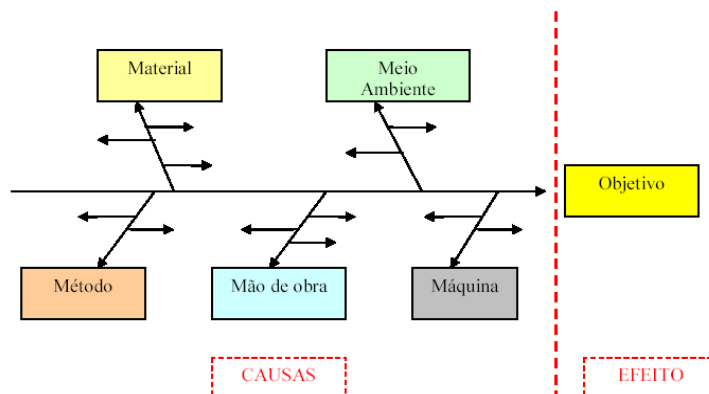 Material
Meio
Ambiente
Objetivo
Método
Mão de obra
Máquina
CAUSAS
EFEITO